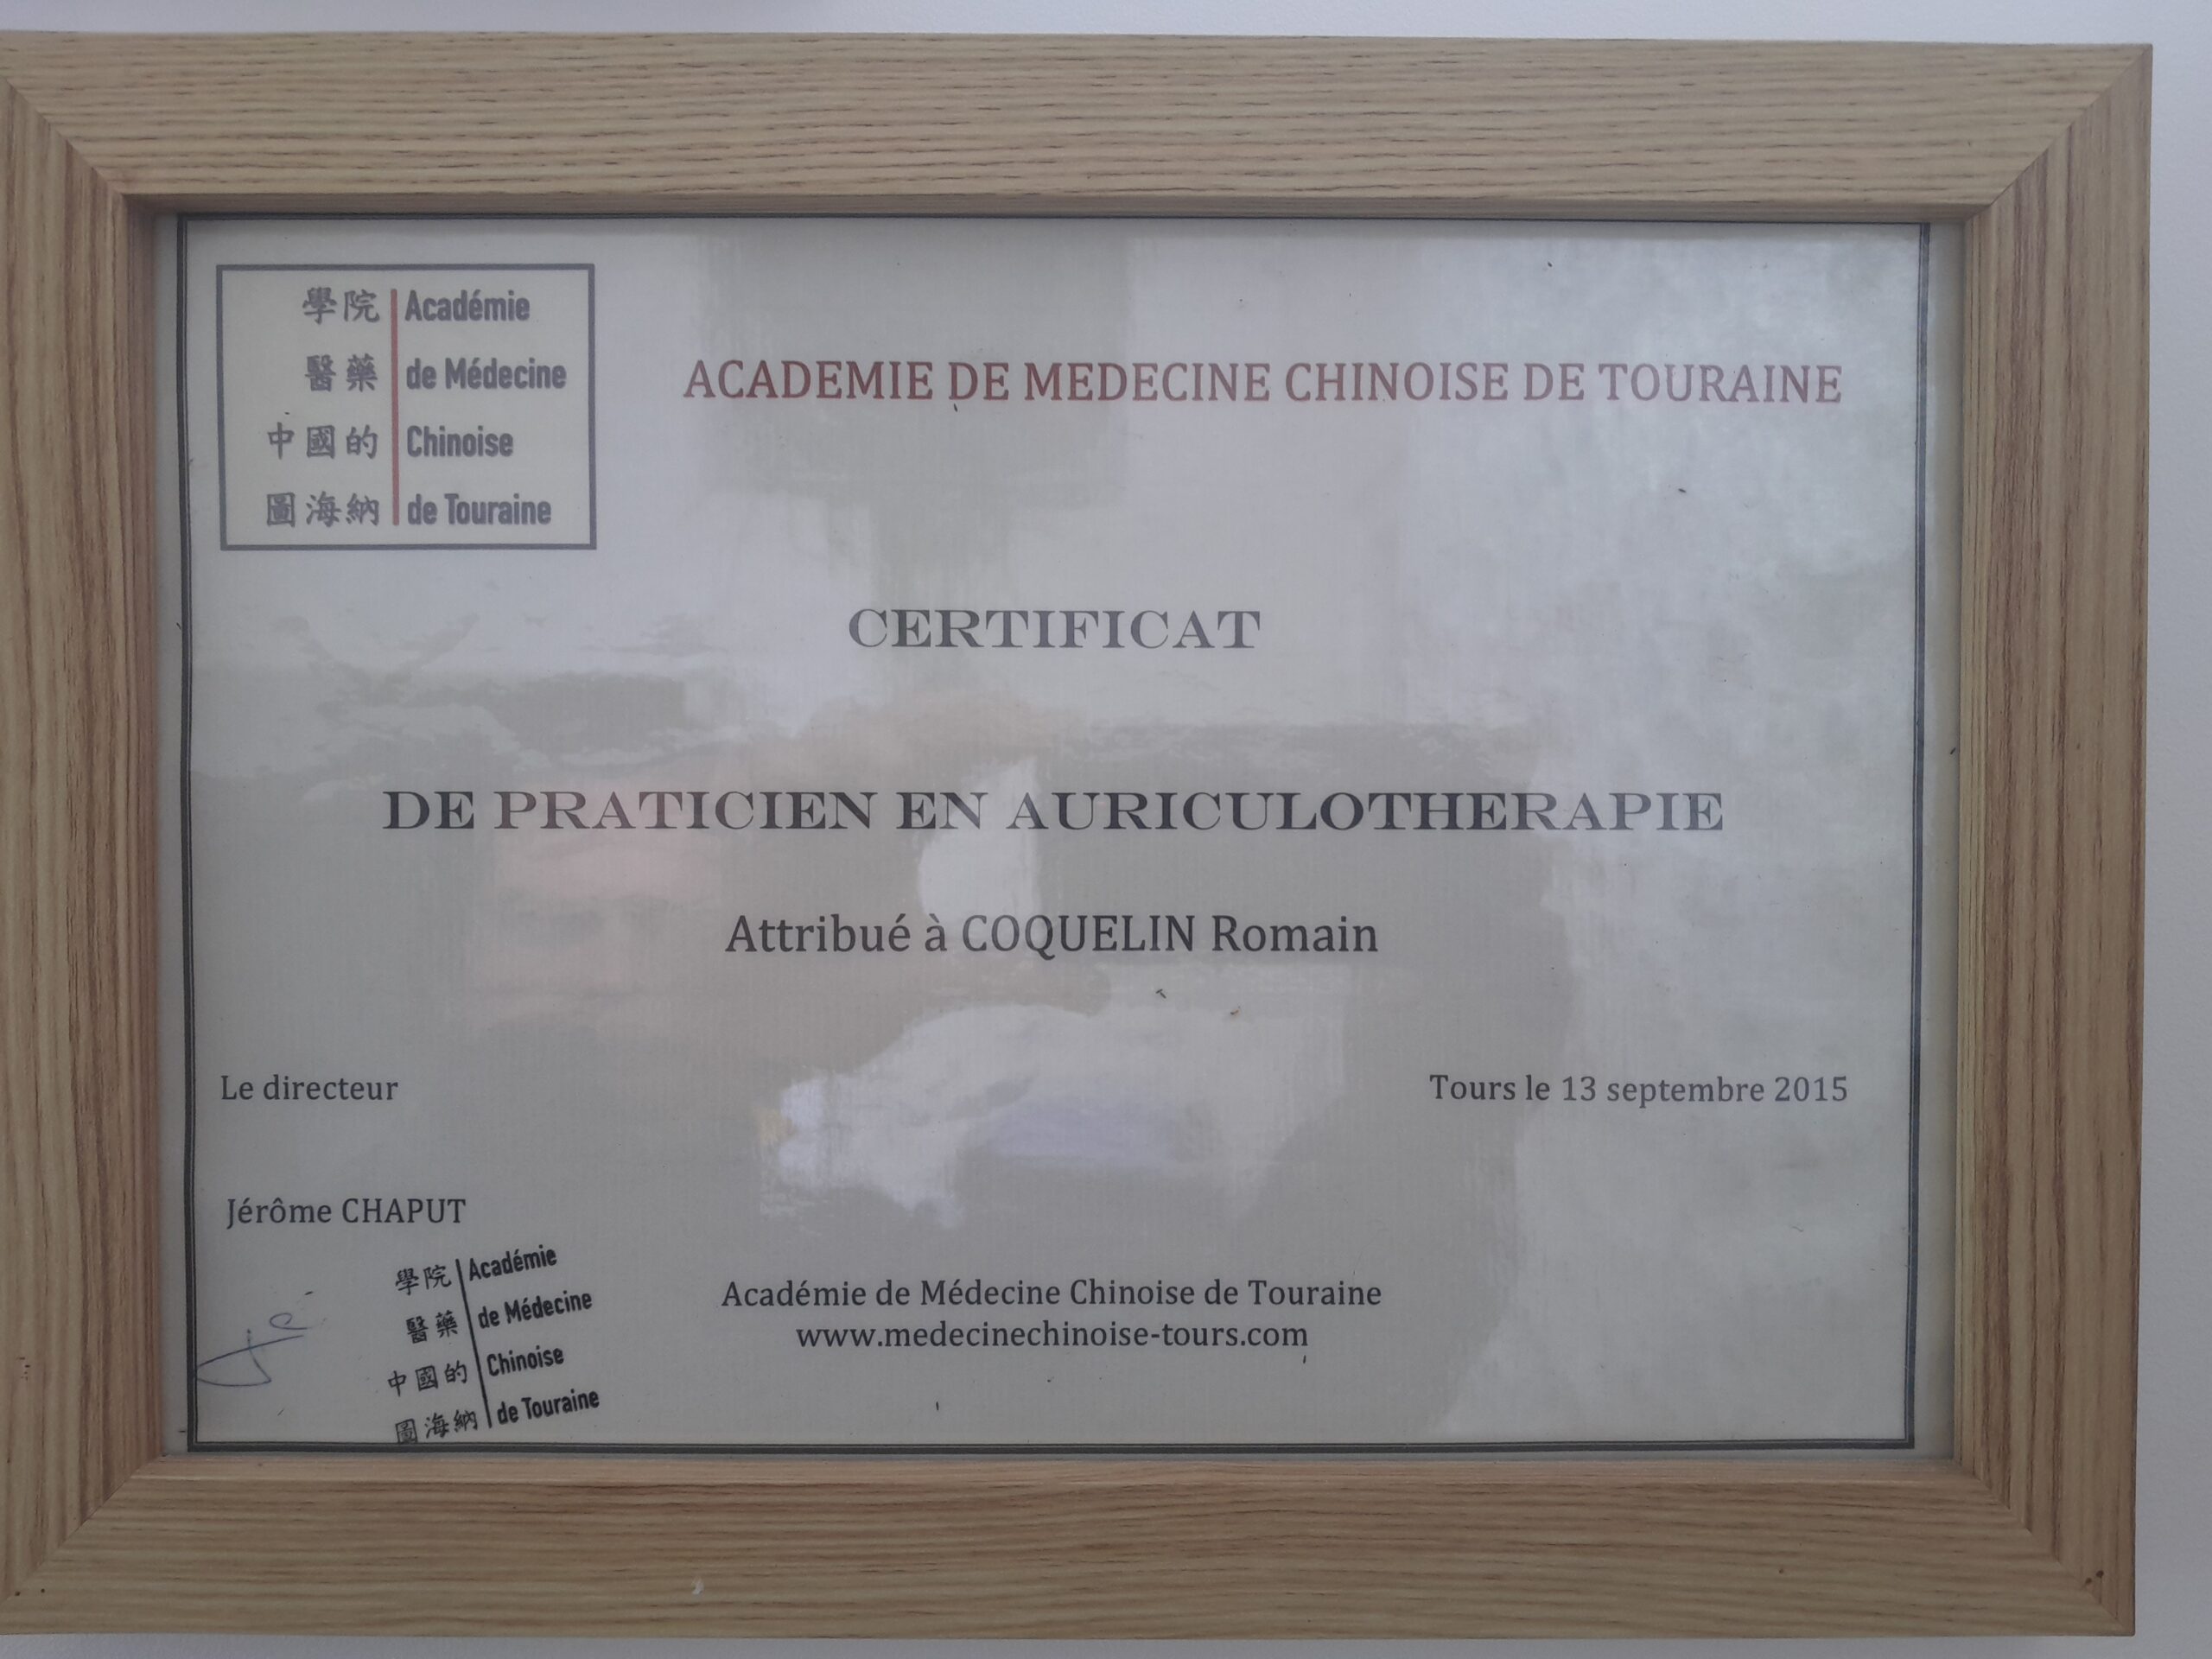 學院 Académie
醫藥 de Médecine
中國的 Chinoise
圖海納 de Touraine
ACADEMIE DE MEDECINE CHINOISE DE TOURAINE
CERTIFICAT
DE PRATICIEN EN AURICULOTHERAPIE
Attribué à COQUELIN Romain
Le directeur
Tours le 13 septembre 2015
Jérôme CHAPUT
學院 Académie
醫藥 de Médecine
中國的 Chinoise
圖海納 de Touraine
Académie de Médecine Chinoise de Touraine
www.medecinechinoise-tours.com